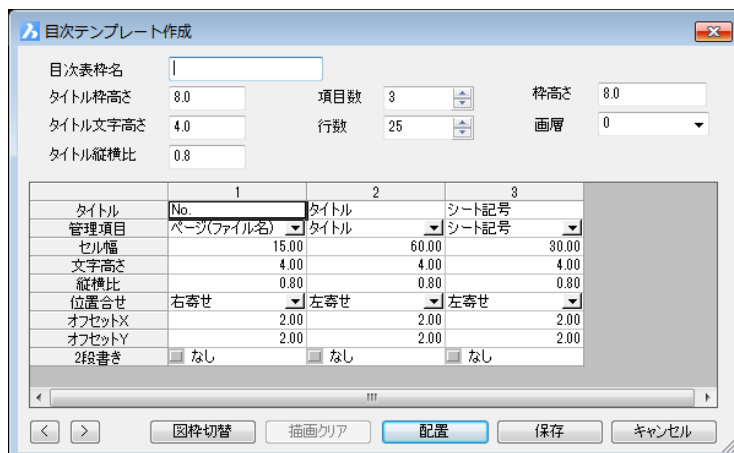 目次テンプレート作成
目次表枠名
タイトル枠高さ 8.0 項目数 3 枠高さ 8.0
タイトル文字高さ 4.0 行数 25 画層 0
タイトル縦横比 0.8
1 2 3
タイトル No. タイトル シート記号
管理項目 ページ(ファイル名) タイトル シート記号
セル幅 15.00 60.00 30.00
文字高さ 4.00 4.00 4.00
縦横比 0.80 0.80 0.80
位置合せ 右寄せ 左寄せ 左寄せ
オフセットX 2.00 2.00 2.00
オフセットY 2.00 2.00 2.00
2段書き なし なし なし
< > 図枠切替 描画クリア 配置 保存 キャンセル